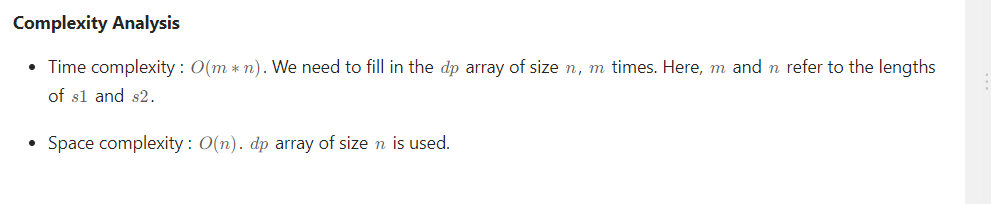 Complexity Analysis
• Time complexity : O(m * n). We need to fill in the dp array of size n, m times. Here, m and n refer to the lengths
of s1 and s2.
• Space complexity : O(n). dp array of size n is used.